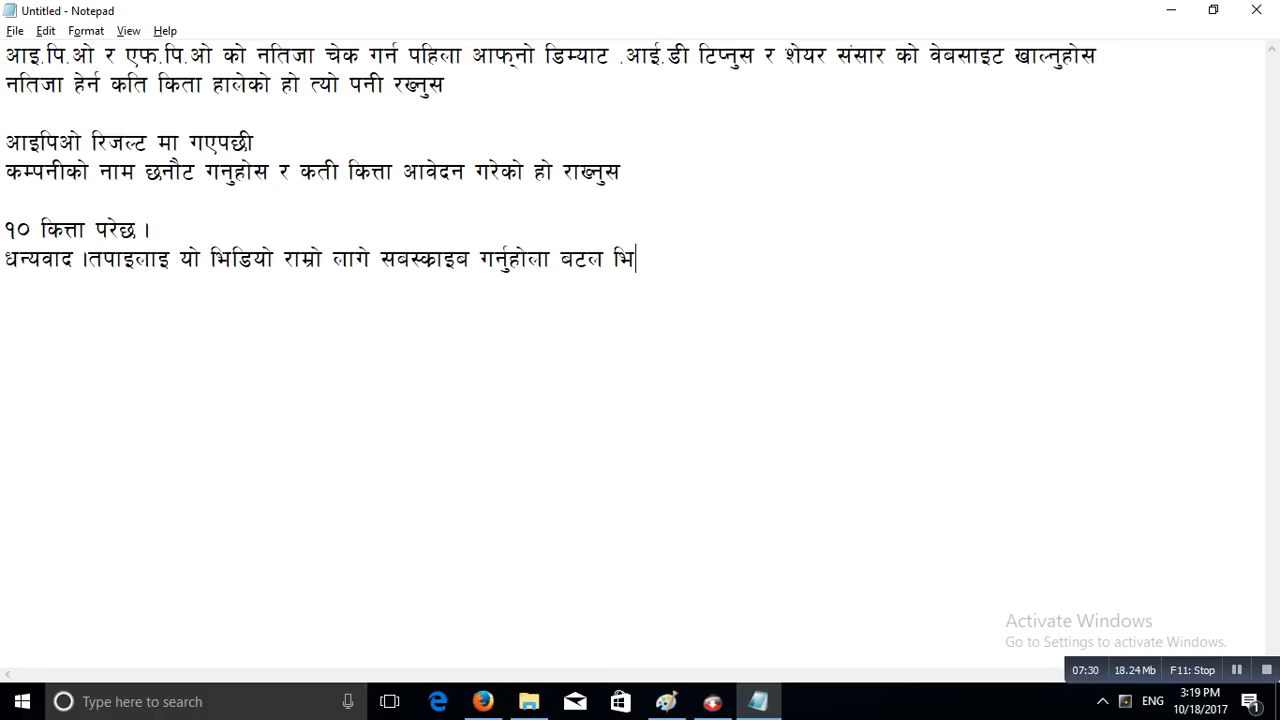 Untitled - Notepad
File Edit Format View Help
आइ.पि.ओ र एफ.पि.ओ को नतिजा चेक गर्न पहिला आफ्नो डिम्याट .आई.डी टिप्नुस र शेयर संसार को वेबसाइट खाल्नुहोस
नतिजा हेर्न कति किता हालेको हो त्यो पनी रख्नुस
आइपिओ रिजल्ट मा गएपछी
कम्पनीको नाम छनौट गनुहोस र कती कित्ता आवेदन गरेको हो राख्नुस
१० कित्ता परेछ ।
धन्यवाद ।तपाइलाइ यो भिडियो राम्रो लागे सबस्क्राइब गर्नुहोला बटल भि
Activate Windows
Go to Settings to activate Windows.
07:30 18.24 Mb F11: Stop
Type here to search
ENG
3:19 PM
10/18/2017
1